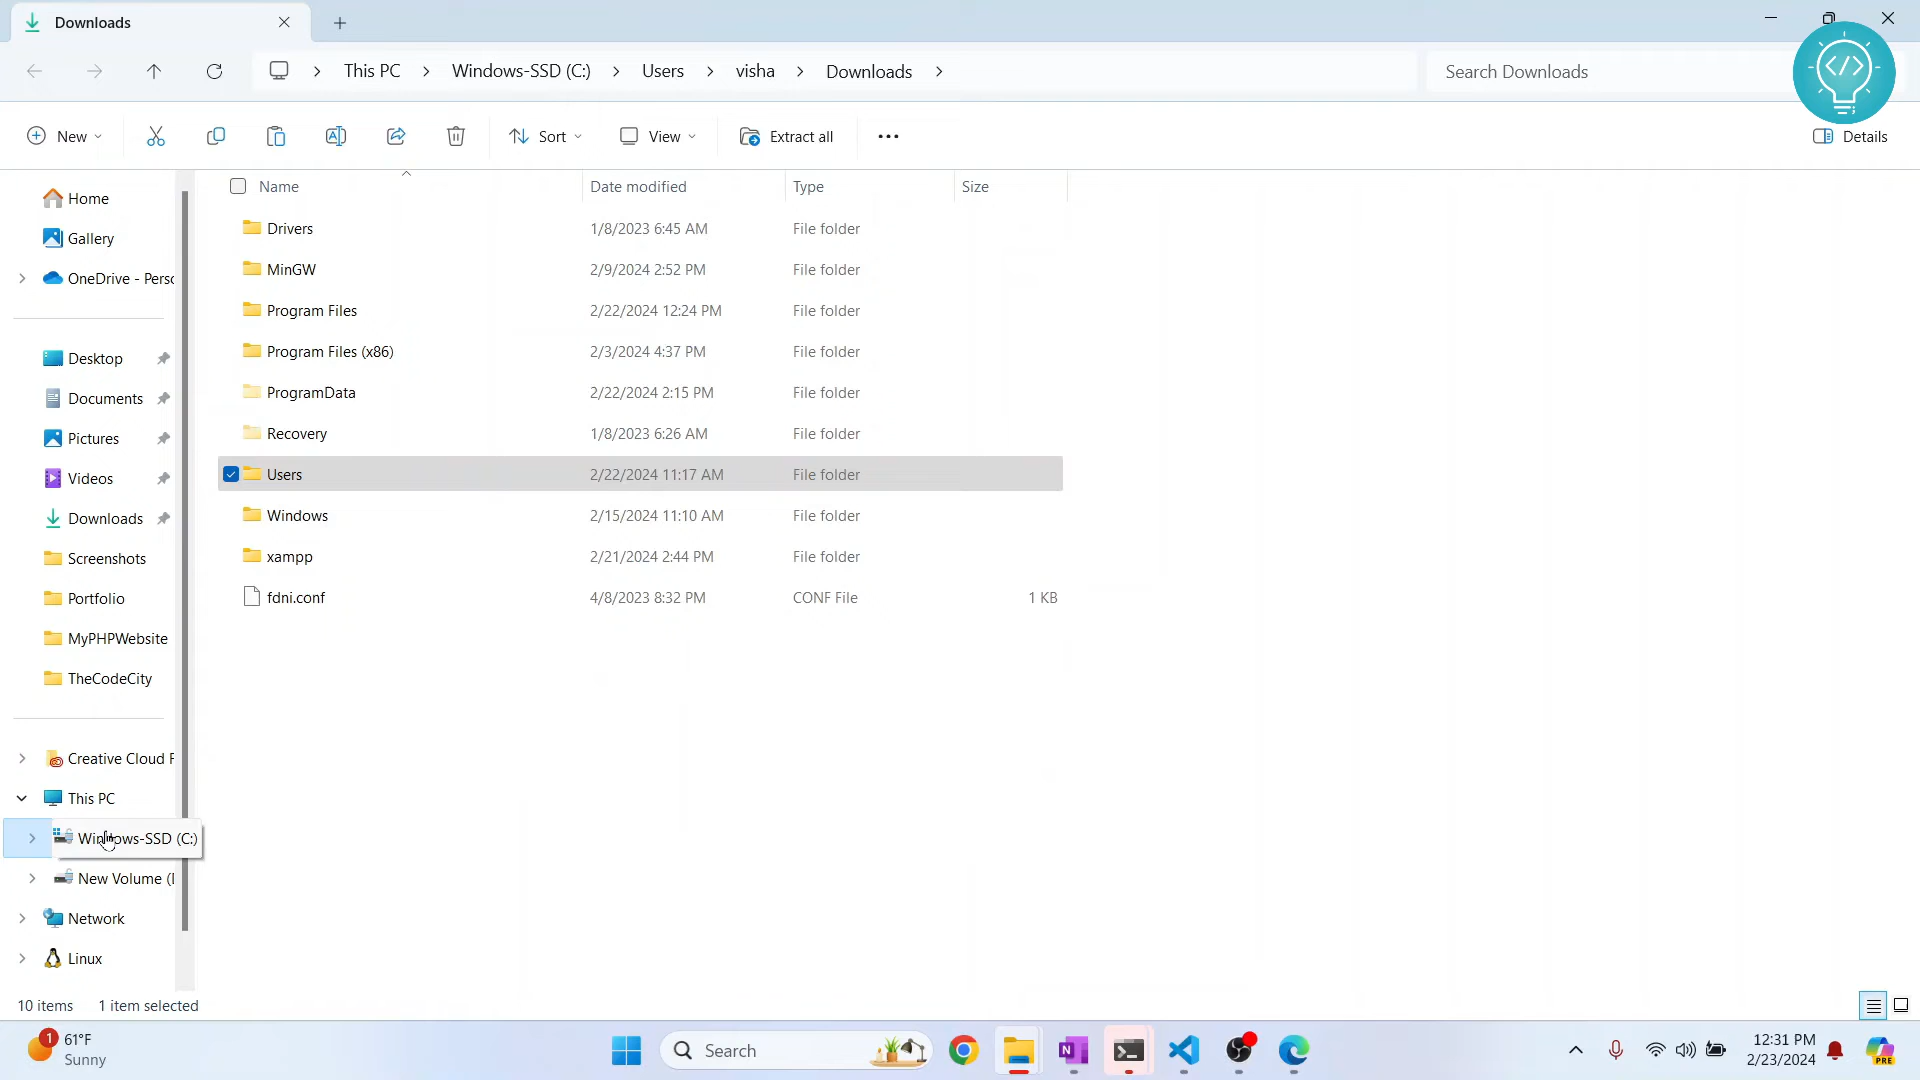 Downloads
This PC > Windows-SSD (C:) > Users > visha > Downloads >
Search Downloads
New
Sort
View
Extract all
Details
Name Date modified Type Size
Drivers 1/8/2023 6:45 AM File folder
MinGW 2/9/2024 2:52 PM File folder
Program Files 2/22/2024 12:24 PM File folder
Program Files (x86) 2/3/2024 4:37 PM File folder
ProgramData 2/22/2024 2:15 PM File folder
Recovery 1/8/2023 6:26 AM File folder
Users 2/22/2024 11:17 AM File folder
Windows 2/15/2024 11:10 AM File folder
xampp 2/21/2024 2:44 PM File folder
fdni.conf 4/8/2023 8:32 PM CONF File 1 KB
Home
Gallery
OneDrive - Persc
Desktop
Documents
Pictures
Videos
Downloads
Screenshots
Portfolio
MyPHPWebsite
TheCodeCity
Creative Cloud F
This PC
Windows-SSD (C:)
New Volume (
Network
Linux
10 items 1 item selected
1
61°F
Sunny
Search
12:31 PM
2/23/2024
PRE